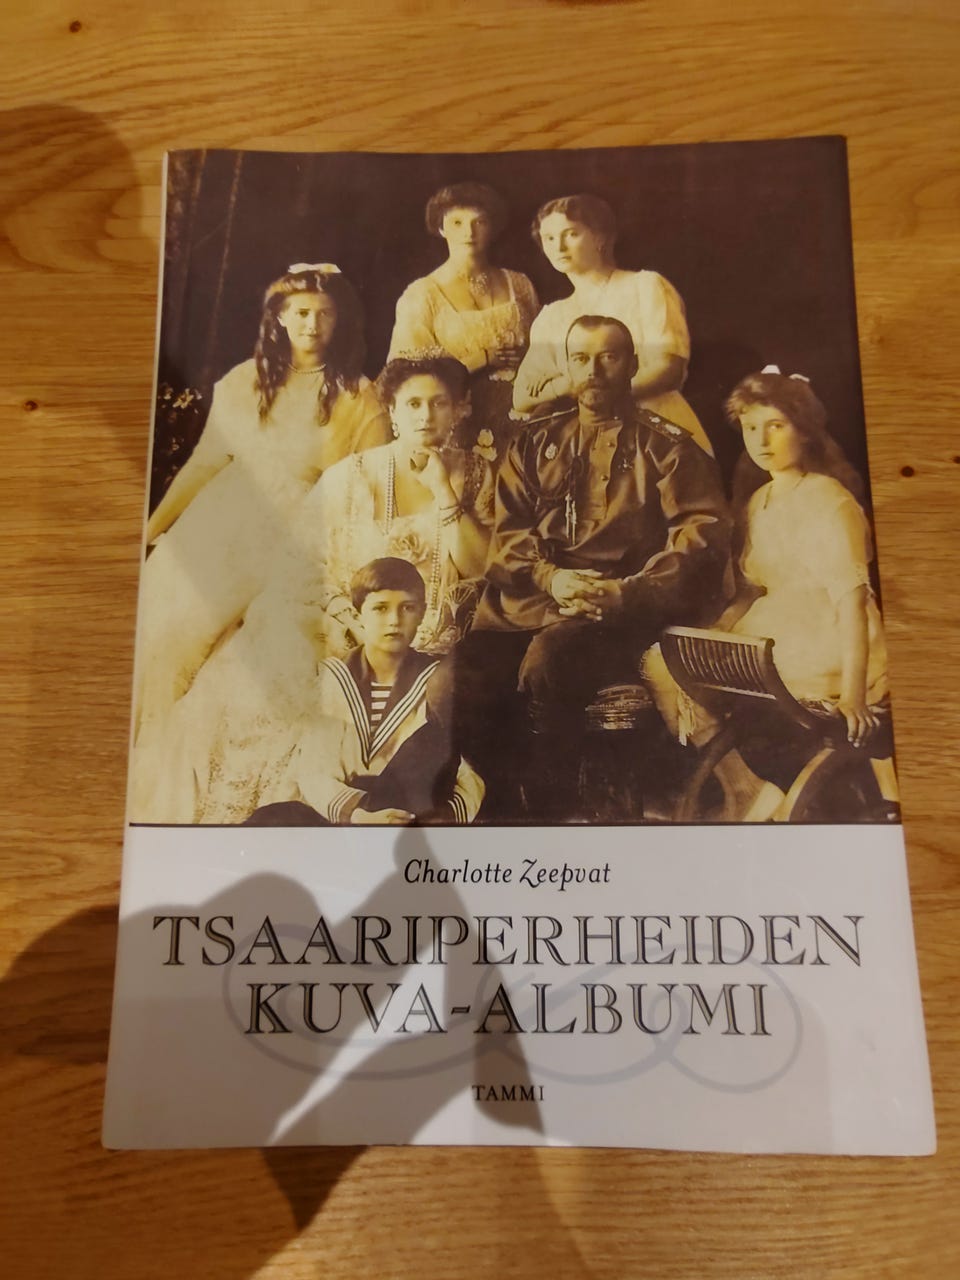 Charlotte Zeepvat
TSAARIPERHEIDEN
KUVA-ALBUMI
TAMMI